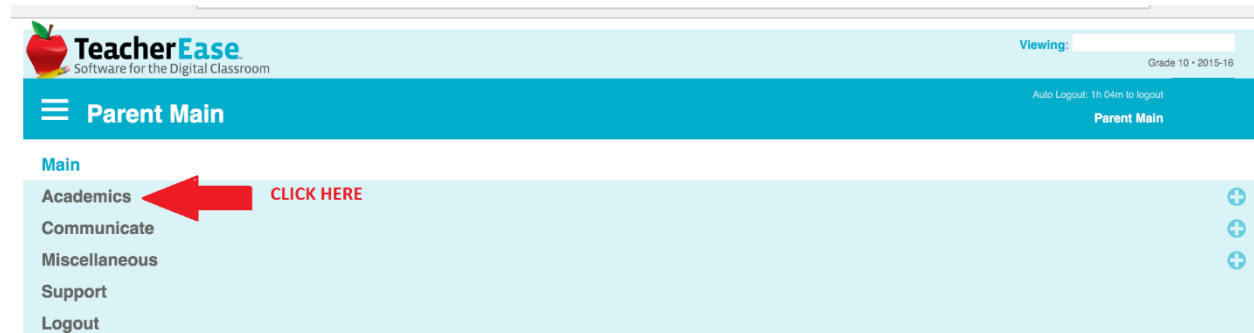 TeacherEase
Software for the Digital Classroom
Viewing:
Grade 10 • 2015-16
Auto Logout: 1h 04m to logout
Parent Main
Parent Main
Main
Academics CLICK HERE
Communicate
Miscellaneous
Support
Logout